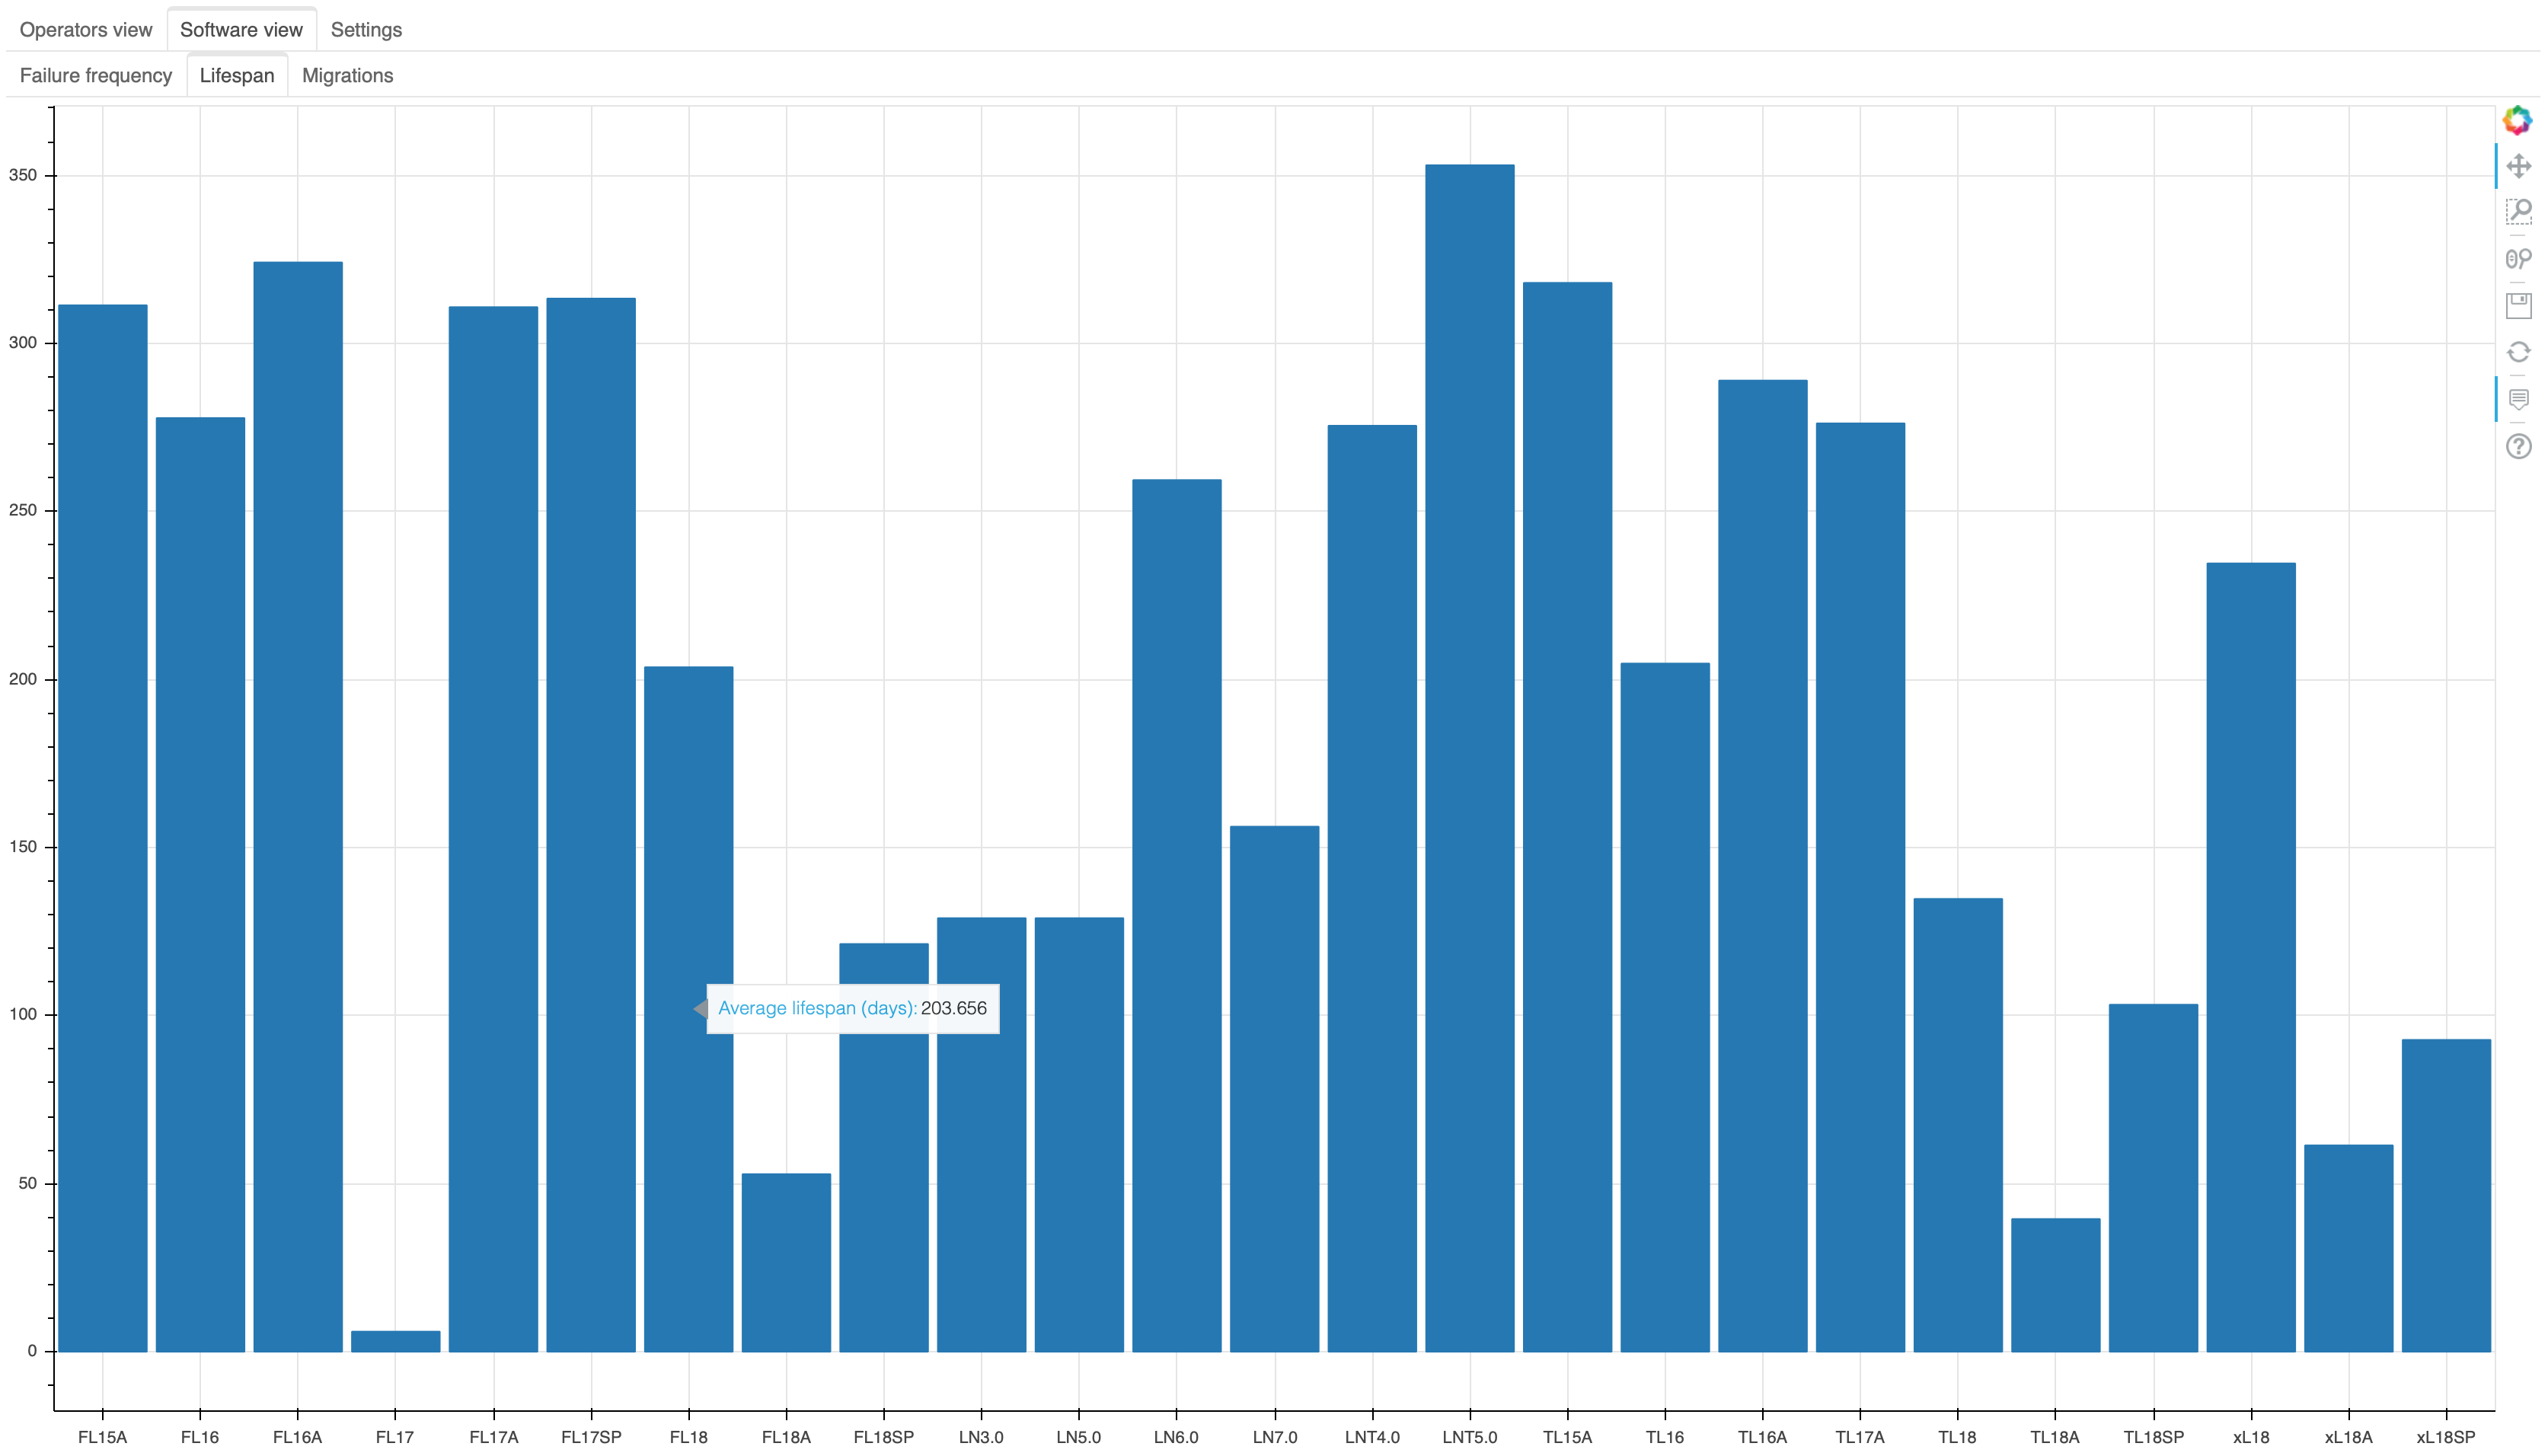 Operators view Software view Settings
Failure frequency Lifespan Migrations
350
300
250
200
150
Average lifespan (days): 203.656
100
50
0
FL15A FL16 FL16A FL17 FL17A FL17SP FL18 FL18A FL18SP LN3.0 LN5.0 LN6.0 LN7.0 LNT4.0 LNT5.0 TL15A TL16 TL16A TL17A TL18 TL18A TL18SP xL18 xL18A xL18SP